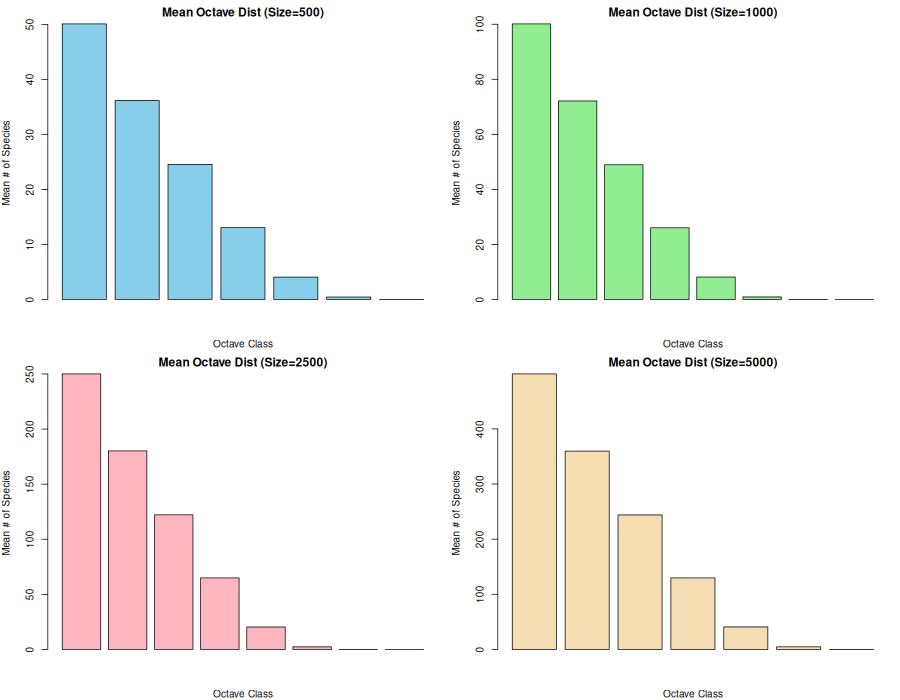 Mean Octave Dist (Size=500)
Mean # of Species
50
40
30
20
10
0
Octave Class
Mean Octave Dist (Size=1000)
Mean # of Species
100
80
60
40
20
0
Octave Class
Mean Octave Dist (Size=2500)
Mean # of Species
250
200
150
100
50
0
Octave Class
Mean Octave Dist (Size=5000)
Mean # of Species
400
300
200
100
0
Octave Class